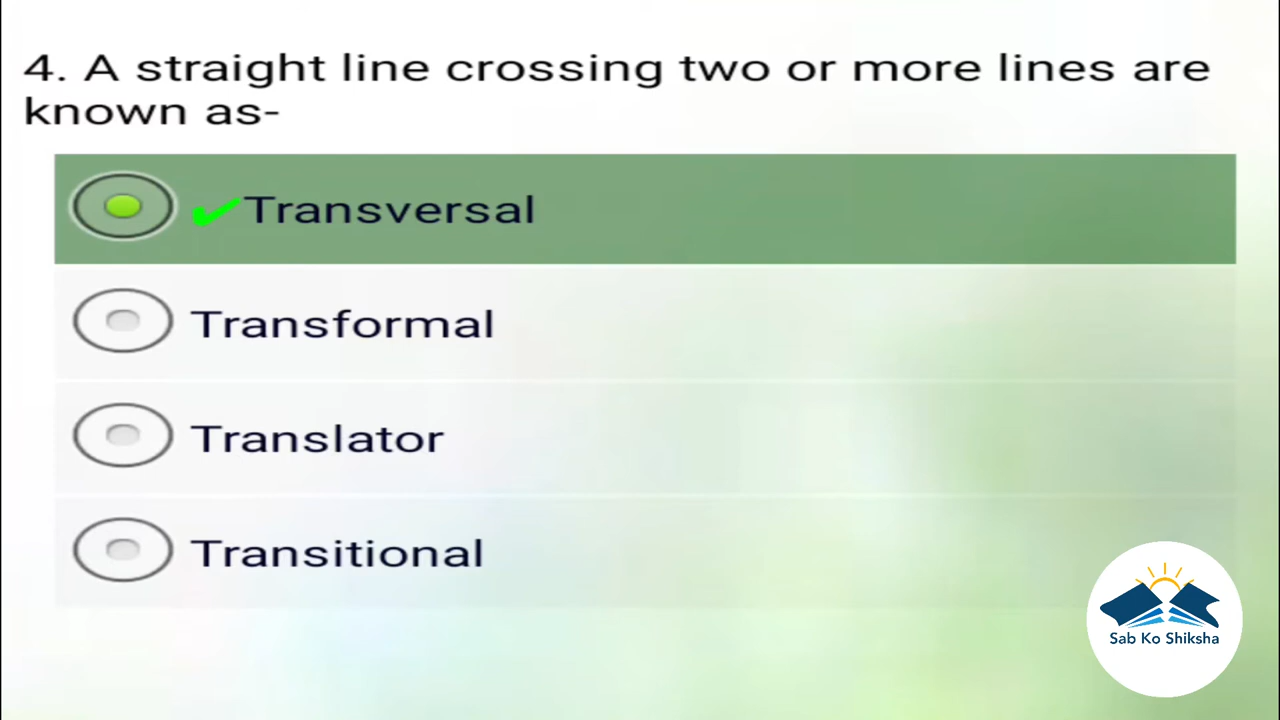 4. A straight line crossing two or more lines are
known as-
✔Transversal
Transformal
Translator
Transitional
Sab Ko Shiksha